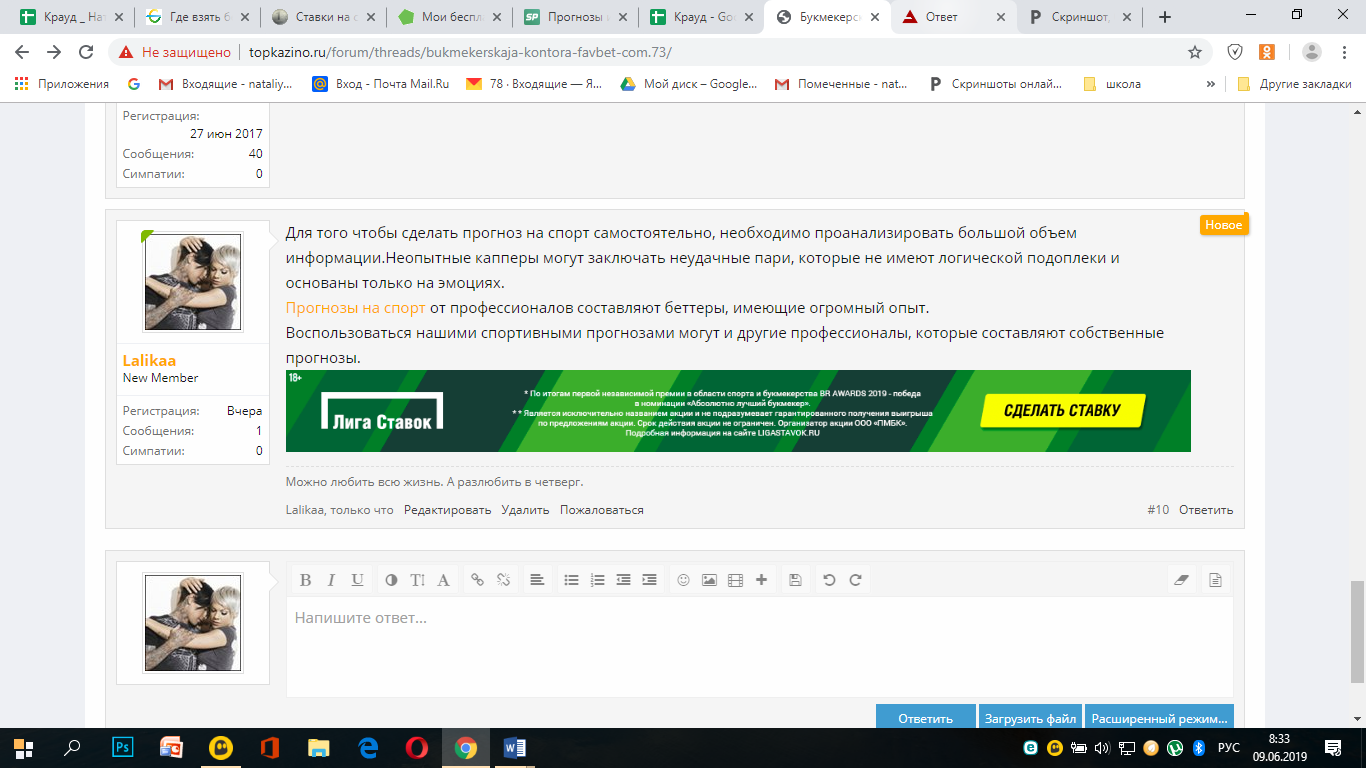 Крауд _ Нат
Где взять б
Ставки на с
Мои беспл
Прогнозы и
Крауд - Goo
Букмекерс
Ответ
Скриншот,
Не защищено
topkazino.ru/forum/threads/bukmekerskaja-kontora-favbet-com.73/
Приложения
Входящие - nataliy...
Вход - Почта Mail.Ru
78 · Входящие — Я...
Мой диск – Google...
Помеченные - nat...
Скриншоты онлай...
школа
»
Другие закладки
Регистрация:
27 июн 2017
Сообщения: 40
Симпатии: 0
Новое
Для того чтобы сделать прогноз на спорт самостоятельно, необходимо проанализировать большой объем
информации.Неопытные капперы могут заключать неудачные пари, которые не имеют логической подоплеки и
основаны только на эмоциях.
Прогнозы на спорт от профессионалов составляют беттеры, имеющие огромный опыт.
Воспользоваться нашими спортивными прогнозами могут и другие профессионалы, которые составляют собственные
прогнозы.
Lalikaa
New Member
Регистрация: Вчера
Сообщения: 1
Симпатии: 0
18+
Лига Ставок
* По итогам первой независимой премии в области спорта и букмекерства BR AWARDS 2019 - победа
в номинации «Абсолютно лучший букмекер».
* * Является исключительно названием акции и не подразумевает гарантированного получения выигрыша
по предложениям акции. Срок действия акции не ограничен. Организатор акции ООО «ПМБК».
Подробная информация на сайте LIGASTAVOK.RU
СДЕЛАТЬ СТАВКУ
Можно любить всю жизнь. А разлюбить в четверг.
Lalikaa, только что Редактировать Удалить Пожаловаться
#10 Ответить
Напишите ответ...
Ответить
Загрузить файл
Расширенный режим...
РУС
8:33
09.06.2019